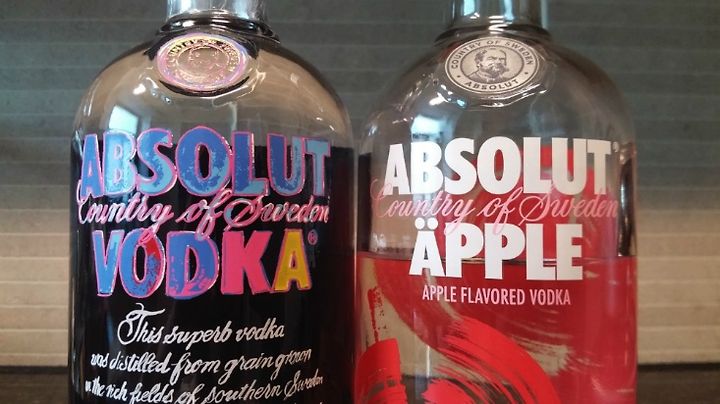 ABSOLUT
Country of Sweden
VODKA®
This superb vodka
was distilled from grain grown
in the rich fields of southern Sweden
COUNTRY OF SWEDEN
ABSOLUT
ABSOLUT®
Country of Sweden
ÄPPLE
APPLE FLAVORED VODKA